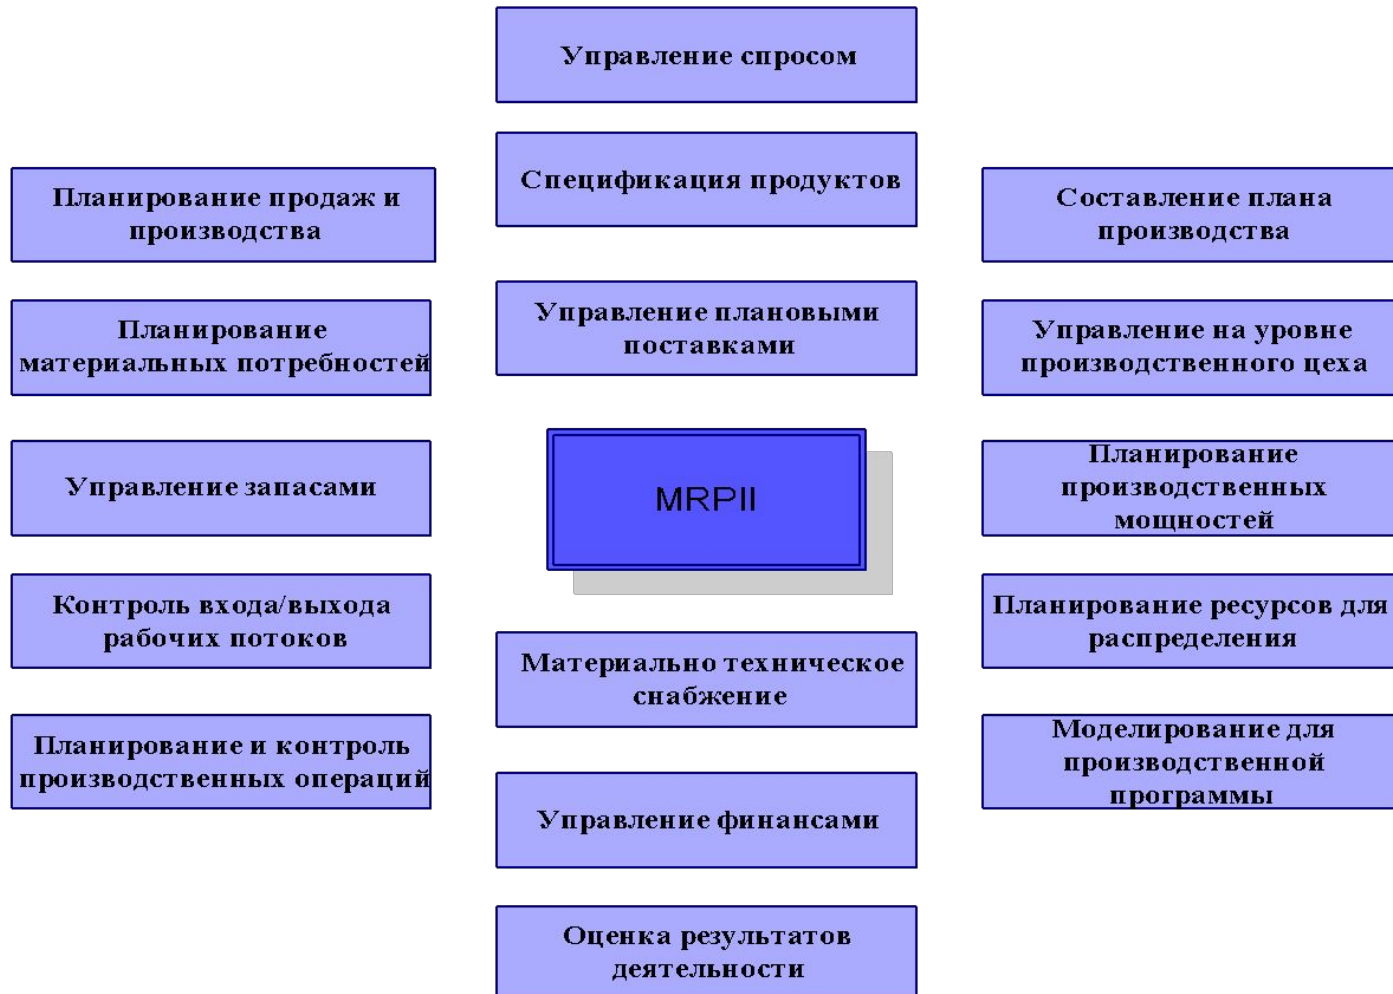 Управление спросом
Спецификация продуктов
Планирование продаж и
производства
Составление плана
производства
Управление плановыми
поставками
Планирование
материальных потребностей
Управление на уровне
производственного цеха
Управление запасами
MRPII
Планирование
производственных
мощностей
Контроль входа/выхода
рабочих потоков
Планирование ресурсов для
распределения
Материально техническое
снабжение
Планирование и контроль
производственных операций
Моделирование для
производственной
программы
Управление финансами
Оценка результатов
деятельности